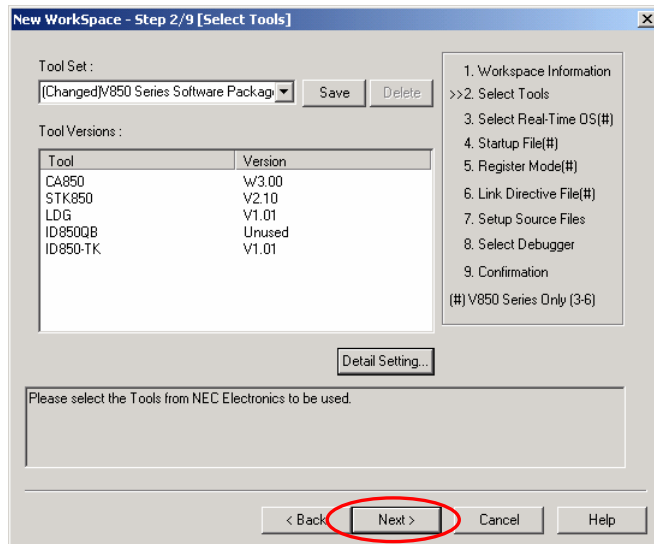 New WorkSpace - Step 2/9 [Select Tools]
Tool Set :
(Changed)V850 Series Software Packag
Save
Delete
Tool Versions :
Tool Version
CA850 W3.00
STK850 V2.10
LDG V1.01
ID850QB Unused
ID850-TK V1.01
Detail Setting...
1. Workspace Information
>>2. Select Tools
3. Select Real-Time OS(#)
4. Startup File(#)
5. Register Mode(#)
6. Link Directive File(#)
7. Setup Source Files
8. Select Debugger
9. Confirmation
(#) V850 Series Only (3-6)
Please select the Tools from NEC Electronics to be used.
< Back
Next >
Cancel
Help